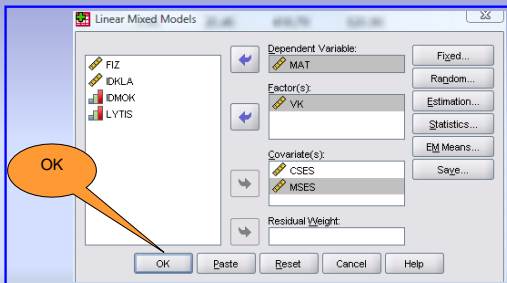 Linear Mixed Models
Dependent Variable:
MAT
Factor(s):
VK
Covariate(s):
CSES
MSES
Residual Weight:
FIZ
IDKLA
IDMOK
LYTIS
Fixed...
Random...
Estimation...
Statistics...
EM Means...
Save...
OK
OK
Paste
Reset
Cancel
Help